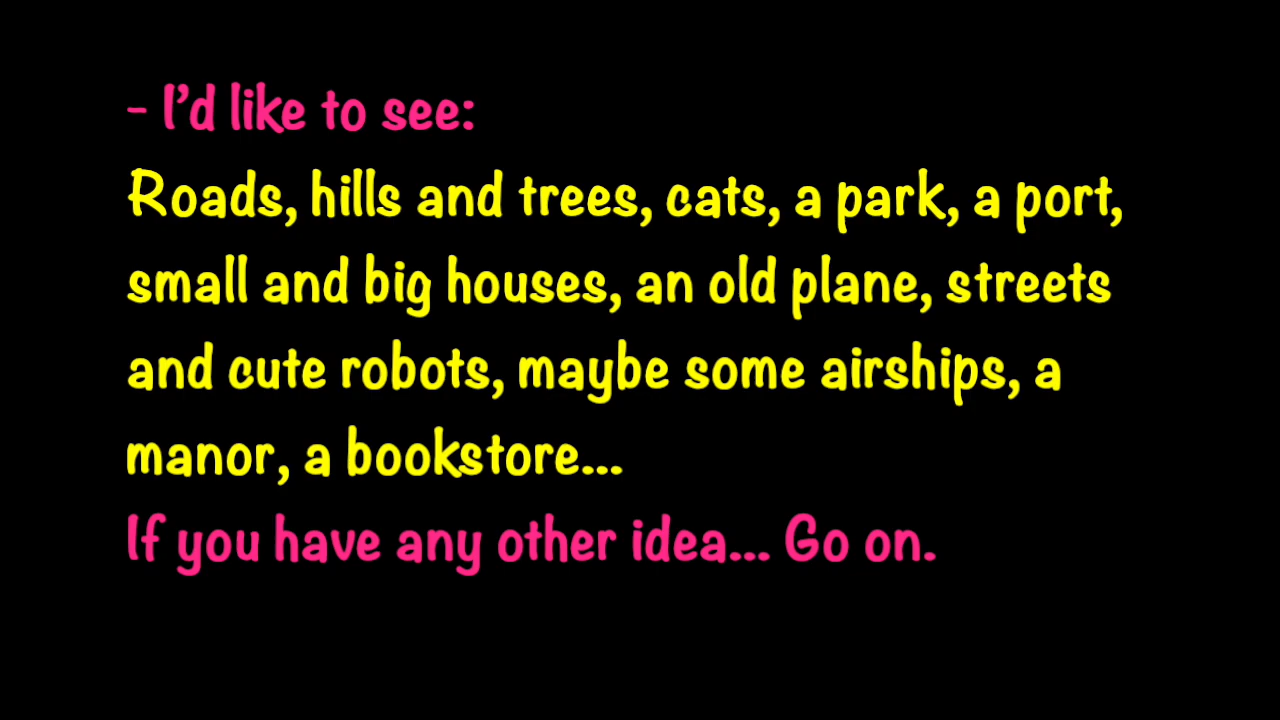 - I’d like to see:
Roads, hills and trees, cats, a park, a port,
small and big houses, an old plane, streets
and cute robots, maybe some airships, a
manor, a bookstore...
If you have any other idea... Go on.